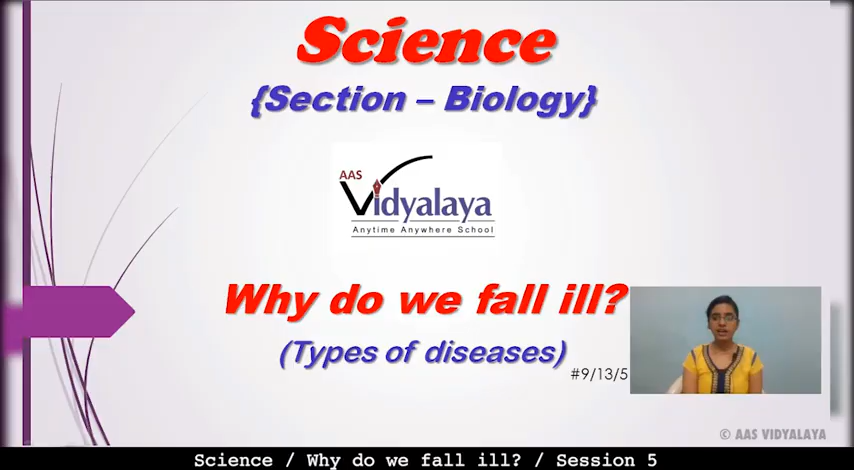 Science
{Section – Biology}
AAS
Vidyalaya
Anytime Anywhere School
Why do we fall ill?
(Types of diseases)
#9/13/5
© AAS VIDYALAYA
Science / Why do we fall ill? / Session 5